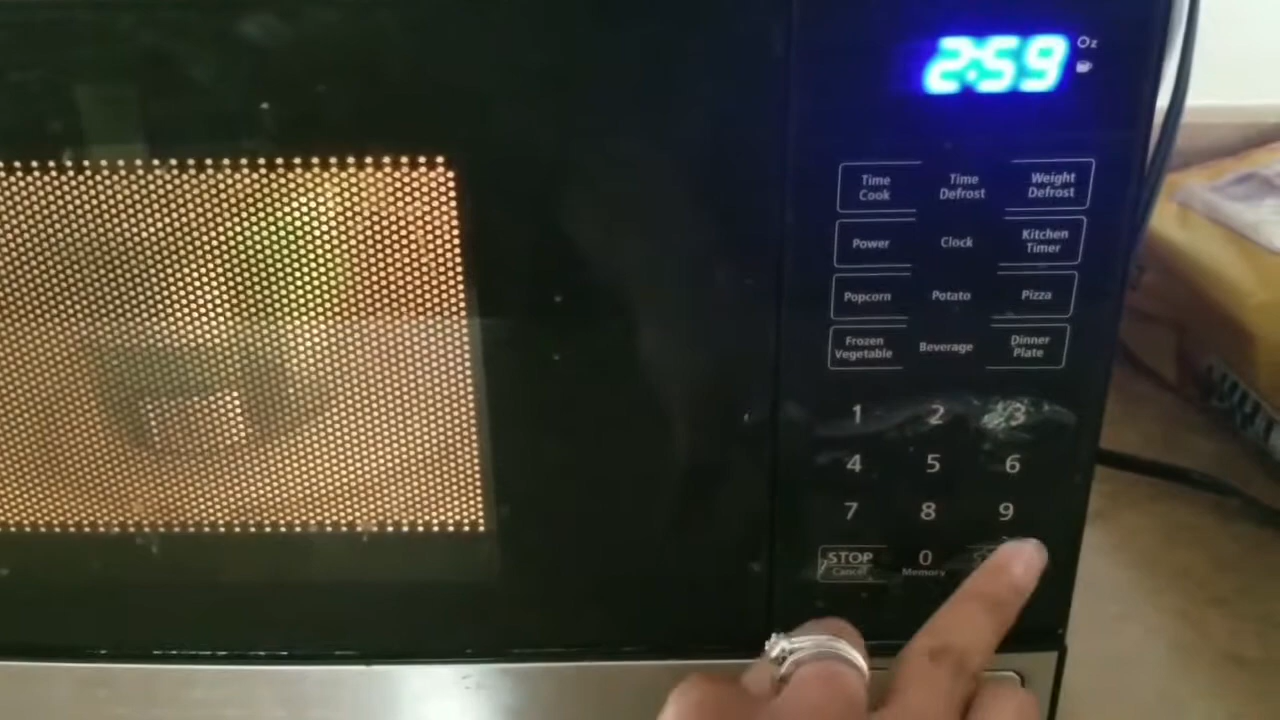 2:59
Oz
Time Cook
Time Defrost
Weight Defrost
Power
Clock
Kitchen Timer
Popcorn
Potato
Pizza
Frozen Vegetable
Beverage
Dinner Plate
1 2 3
4 5 6
7 8 9
STOP 0
Cancel Memory